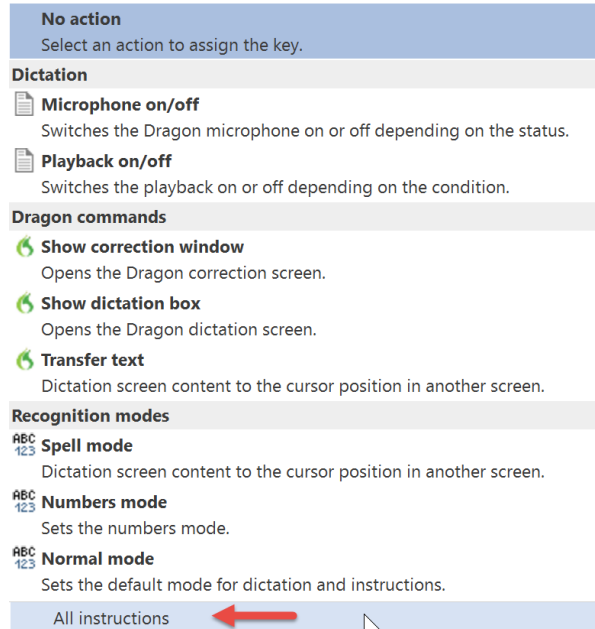 No action
Select an action to assign the key.
Dictation
Microphone on/off
Switches the Dragon microphone on or off depending on the status.
Playback on/off
Switches the playback on or off depending on the condition.
Dragon commands
Show correction window
Opens the Dragon correction screen.
Show dictation box
Opens the Dragon dictation screen.
Transfer text
Dictation screen content to the cursor position in another screen.
Recognition modes
ABC 123 Spell mode
Dictation screen content to the cursor position in another screen.
ABC 123 Numbers mode
Sets the numbers mode.
ABC 123 Normal mode
Sets the default mode for dictation and instructions.
All instructions